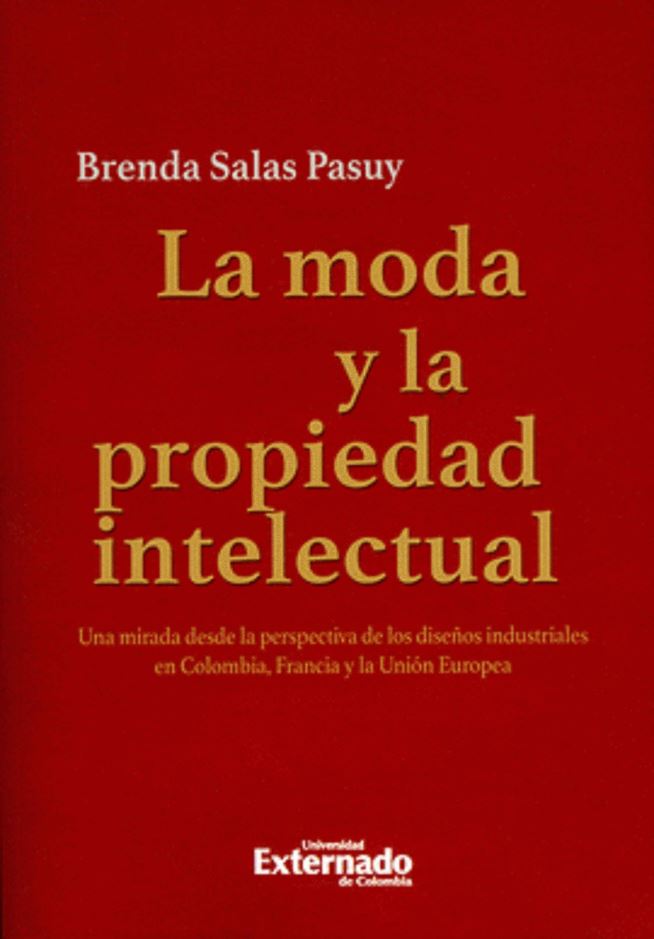 Brenda Salas Pasuy
La moda
y la
propiedad
intelectual
Una mirada desde la perspectiva de los diseños industriales
en Colombia, Francia y la Unión Europea
Universidad
Externado
de Colombia